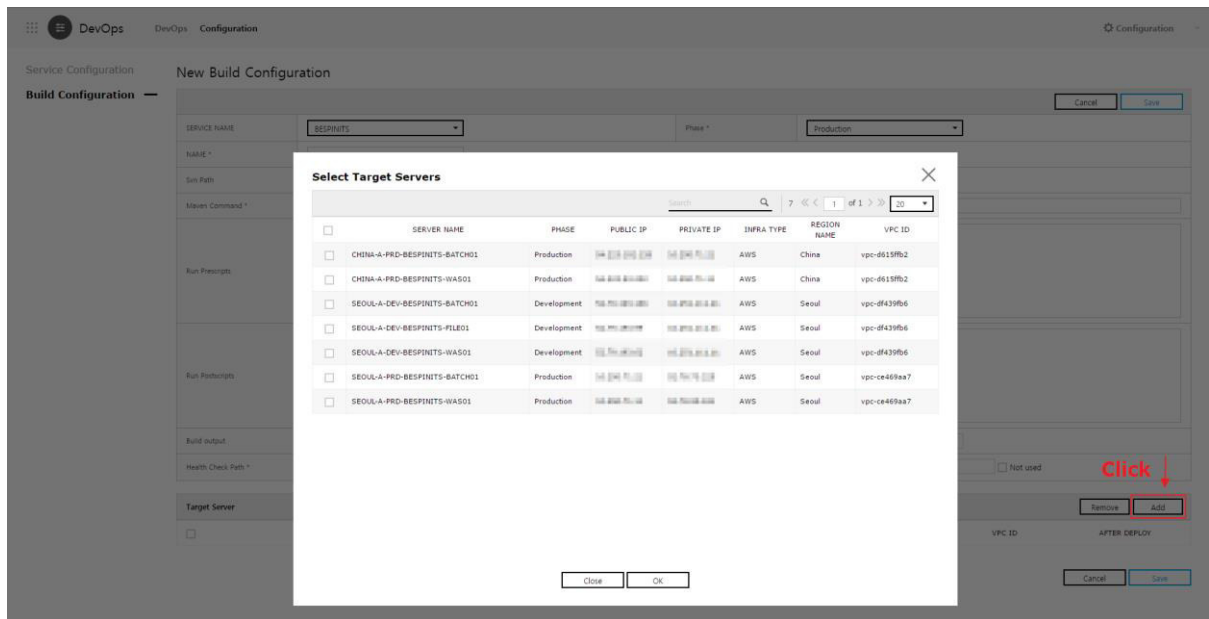 DevOps DevOps Configuration Configuration
Service Configuration
Build Configuration
New Build Configuration
Cancel Save
SERVICE NAME BESPINITS Phase * Production
NAME *
Svn Path
Maven Command *
Run Prescripts
Run Postscripts
Build output
Health Check Path * Not used
Click
Target Server Remove Add
VPC ID AFTER DEPLOY
Cancel Save
Select Target Servers
Search 7 1 of 1 20
SERVER NAME PHASE PUBLIC IP PRIVATE IP INFRA TYPE REGION NAME VPC ID
CHINA-A-PRD-BESPINITS-BATCH01 Production AWS China vpc-d615ffb2
CHINA-A-PRD-BESPINITS-WAS01 Production AWS China vpc-d615ffb2
SEOUL-A-DEV-BESPINITS-BATCH01 Development AWS Seoul vpc-df439fb6
SEOUL-A-DEV-BESPINITS-FILE01 Development AWS Seoul vpc-df439fb6
SEOUL-A-DEV-BESPINITS-WAS01 Development AWS Seoul vpc-df439fb6
SEOUL-A-PRD-BESPINITS-BATCH01 Production AWS Seoul vpc-ce469aa7
SEOUL-A-PRD-BESPINITS-WAS01 Production AWS Seoul vpc-ce469aa7
Close OK